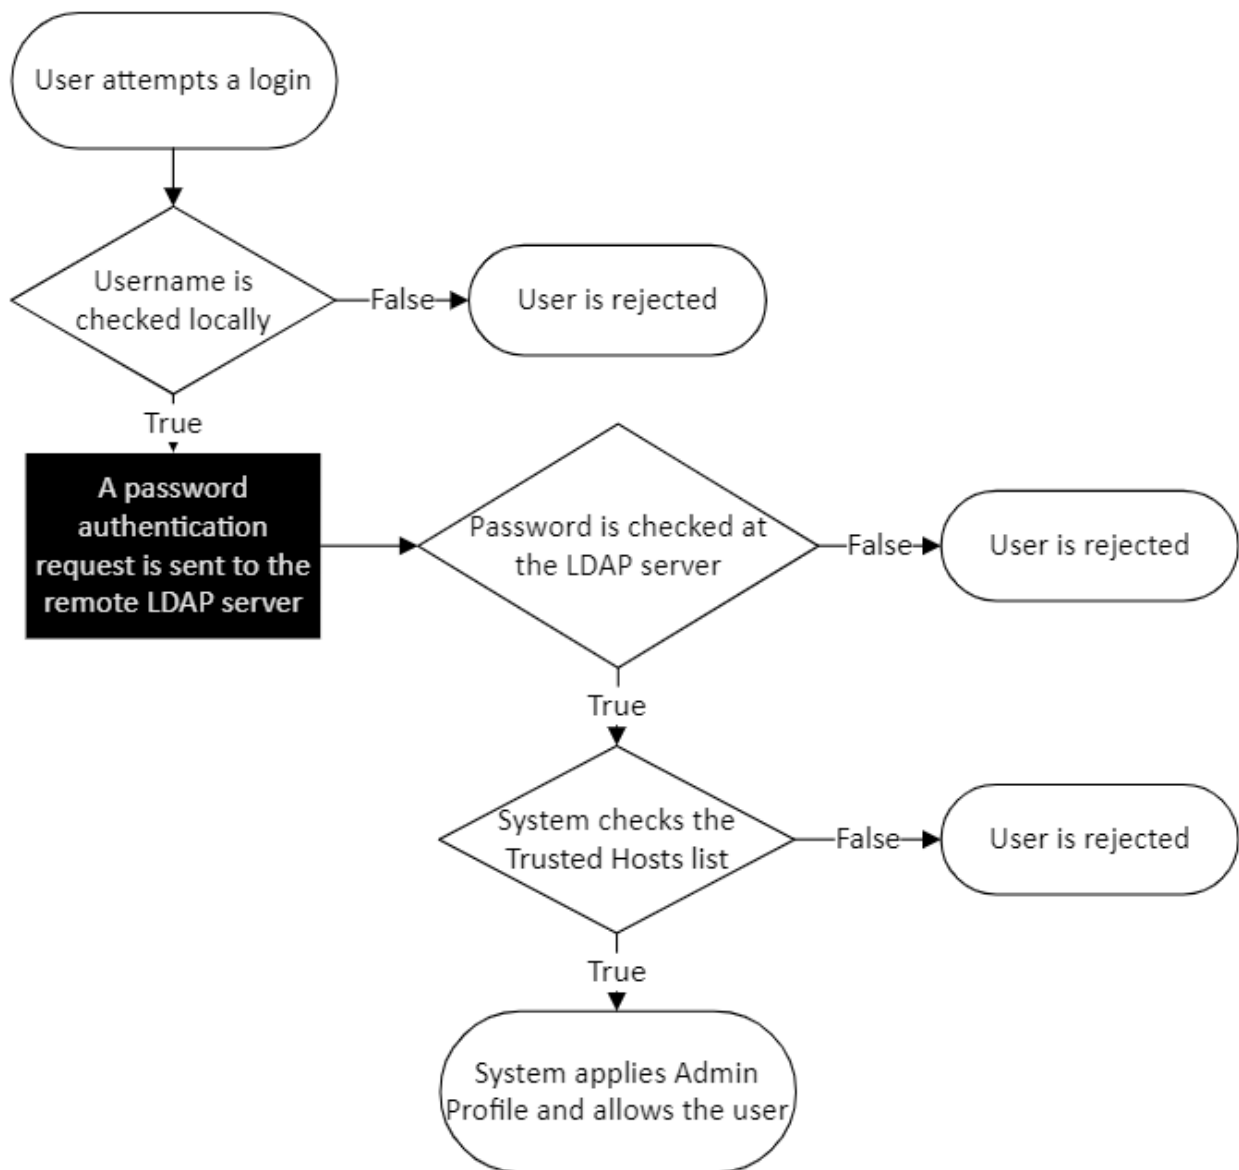 User attempts a login
Username is
checked locally
False
User is rejected
True
A password
authentication
request is sent to the
remote LDAP server
Password is checked at
the LDAP server
False
User is rejected
True
System checks the
Trusted Hosts list
False
User is rejected
True
System applies Admin
Profile and allows the user